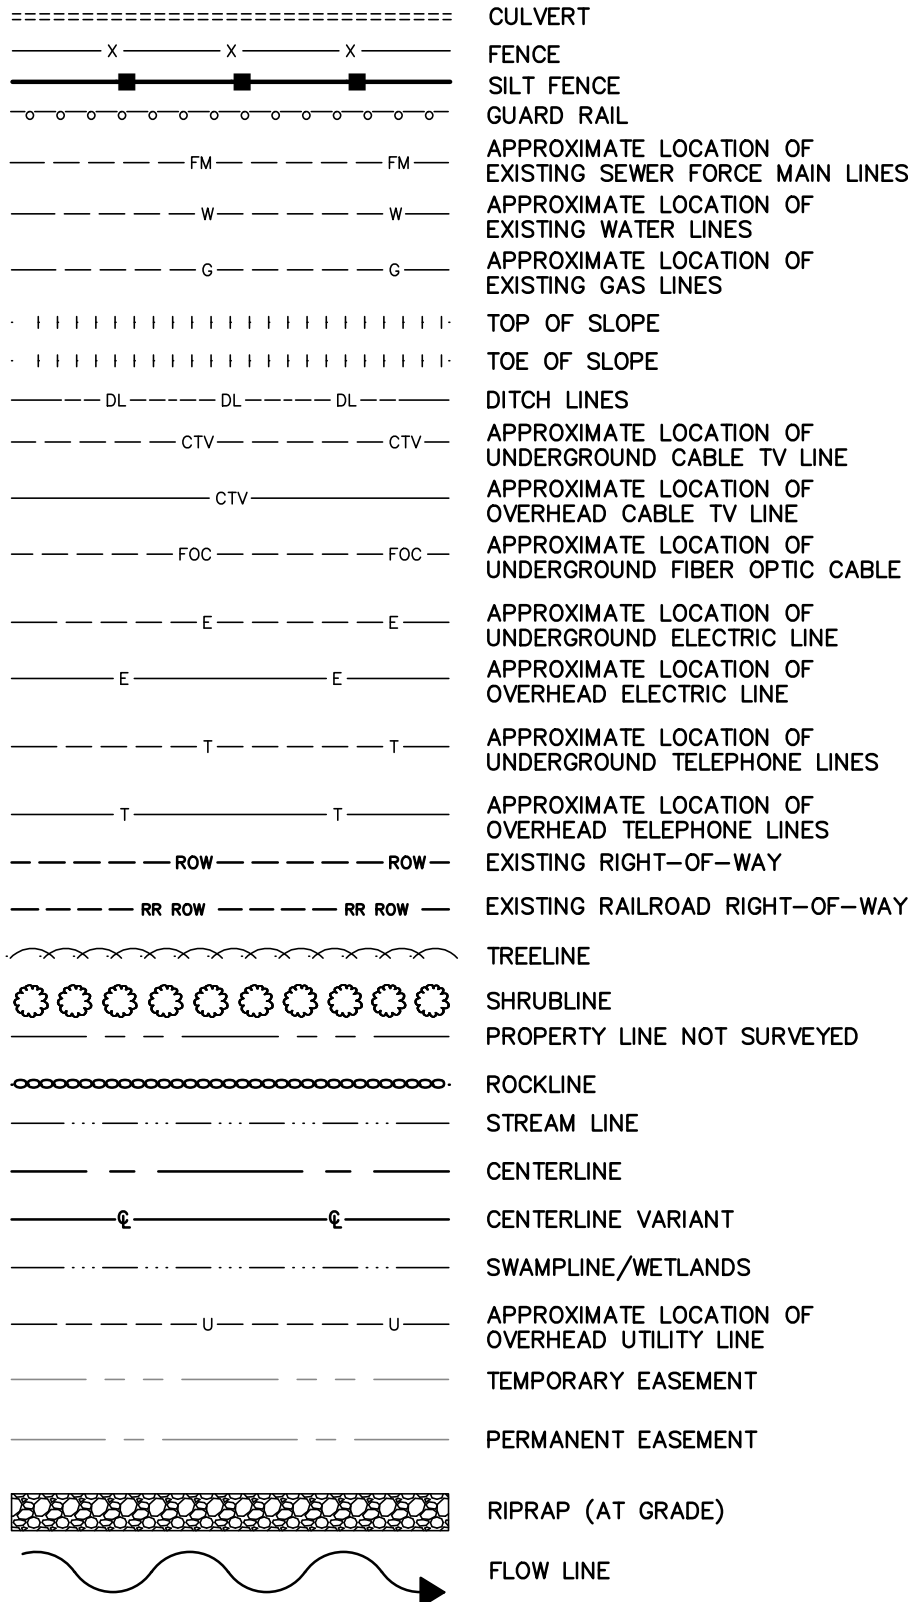 CULVERT
X X X FENCE
SILT FENCE
GUARD RAIL
FM FM APPROXIMATE LOCATION OF
EXISTING SEWER FORCE MAIN LINES
W W APPROXIMATE LOCATION OF
EXISTING WATER LINES
G G APPROXIMATE LOCATION OF
EXISTING GAS LINES
TOP OF SLOPE
TOE OF SLOPE
DL DL DL DITCH LINES
CTV CTV APPROXIMATE LOCATION OF
UNDERGROUND CABLE TV LINE
CTV APPROXIMATE LOCATION OF
OVERHEAD CABLE TV LINE
FOC FOC APPROXIMATE LOCATION OF
UNDERGROUND FIBER OPTIC CABLE
E E APPROXIMATE LOCATION OF
UNDERGROUND ELECTRIC LINE
E E APPROXIMATE LOCATION OF
OVERHEAD ELECTRIC LINE
T T APPROXIMATE LOCATION OF
UNDERGROUND TELEPHONE LINES
T T APPROXIMATE LOCATION OF
OVERHEAD TELEPHONE LINES
ROW ROW EXISTING RIGHT-OF-WAY
RR ROW RR ROW EXISTING RAILROAD RIGHT-OF-WAY
TREELINE
SHRUBLINE
PROPERTY LINE NOT SURVEYED
ROCKLINE
STREAM LINE
CENTERLINE
℄ ℄ CENTERLINE VARIANT
SWAMPLINE/WETLANDS
U U APPROXIMATE LOCATION OF
OVERHEAD UTILITY LINE
TEMPORARY EASEMENT
PERMANENT EASEMENT
RIPRAP (AT GRADE)
FLOW LINE